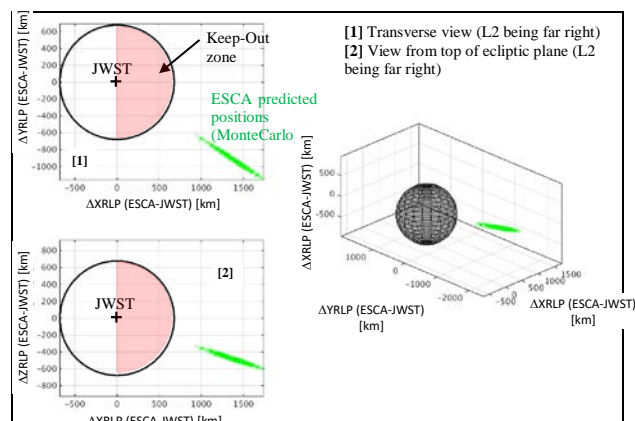 [1] Transverse view (L2 being far right)
[2] View from top of ecliptic plane (L2
being far right)
ΔYRLP (ESCA-JWST) [km]
600
400
200
0
-200
-400
-600
-800
-1000
JWST
Keep-Out
zone
ESCA predicted
positions
(MonteCarlo
[1]
-500 0 500 1000 1500
ΔXRLP (ESCA-JWST) [km]
ΔZRLP (ESCA-JWST) [km]
800
600
400
200
0
-200
-400
-600
-800
JWST
[2]
-500 0 500 1000 1500
ΔXRLP (ESCA-JWST) [km]
ΔXRLP (ESCA-JWST) [km]
500
0
-500
1000
0
-1000
-2000
ΔYRLP (ESCA-JWST)
[km]
-500
0
500
1000
1500
ΔXRLP (ESCA-JWST)
[km]